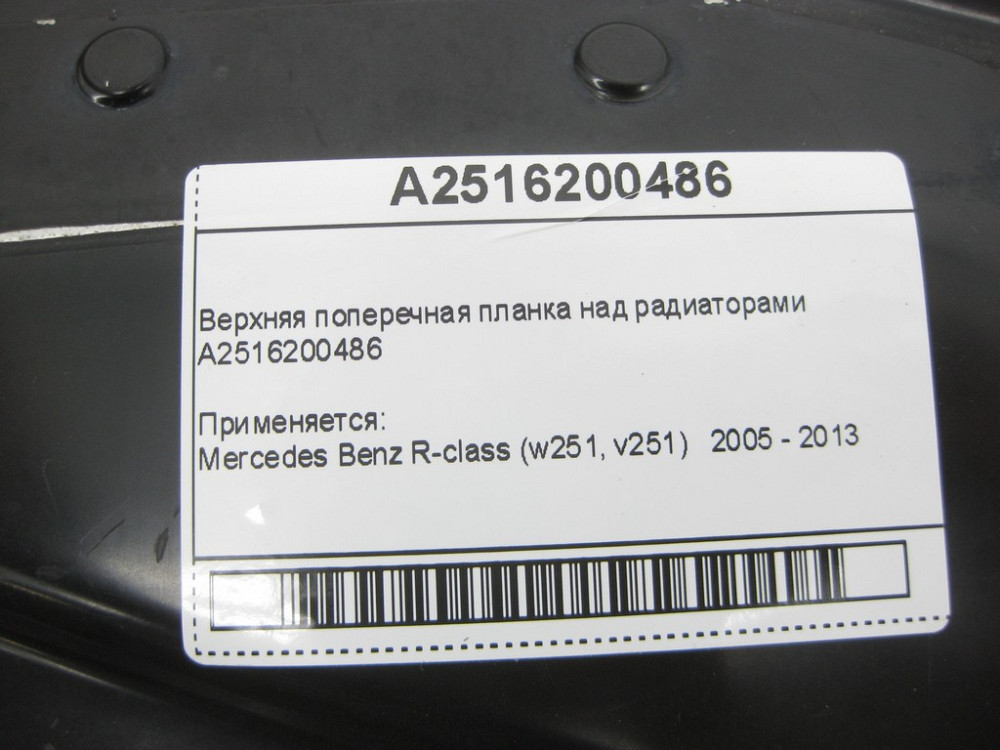 A2516200486
Верхняя поперечная планка над радиаторами
A2516200486
Применяется:
Mercedes Benz R-class (w251, v251) 2005 - 2013